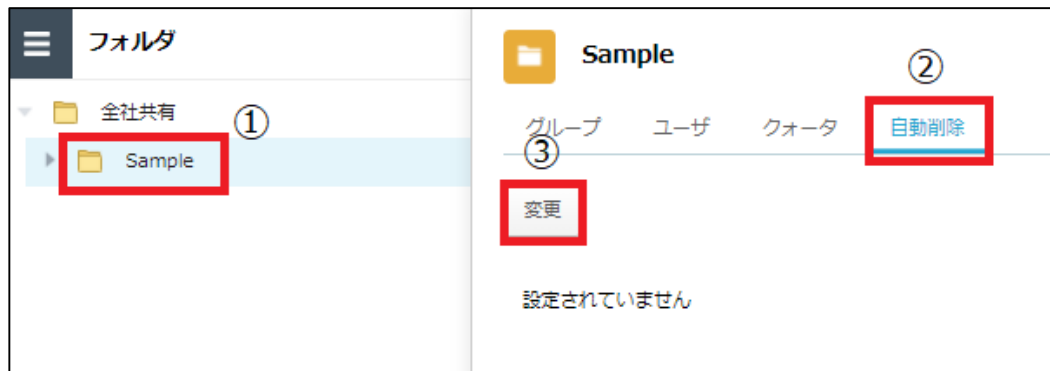 フォルダ
全社共有
①
Sample
Sample
②
グループ ユーザ クォータ 自動削除
③
変更
設定されていません